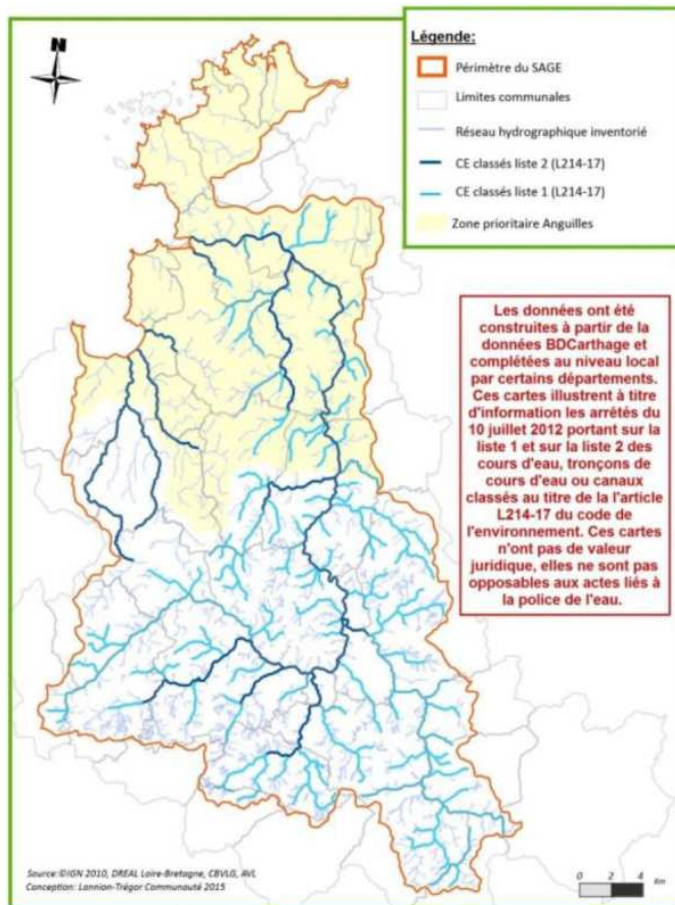 N
Légende:
Périmètre du SAGE
Limites communales
Réseau hydrographique inventorié
CE classés liste 2 (L214-17)
CE classés liste 1 (L214-17)
Zone prioritaire Anguilles
Les données ont été
construites à partir de la
données BDCarthage et
complétées au niveau local
par certains départements.
Ces cartes illustrent à titre
d'information les arrêtés du
10 juillet 2012 portant sur la
liste 1 et sur la liste 2 des
cours d'eau, tronçons de
cours d'eau ou canaux
classés au titre de la l'article
L214-17 du code de
l'environnement. Ces cartes
n'ont pas de valeur
juridique, elles ne sont pas
opposables aux actes liés à
la police de l'eau.
Source:©IGN 2010, DREAL Loire-Bretagne, CBVLG, AVL
Conception: Lannion-Trégor Communauté 2015
0 2 4 Km